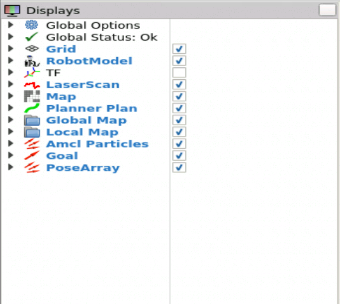 Displays
Global Options
Global Status: Ok
Grid
RobotModel
TF
LaserScan
Map
Planner Plan
Global Map
Local Map
Amcl Particles
Goal
PoseArray